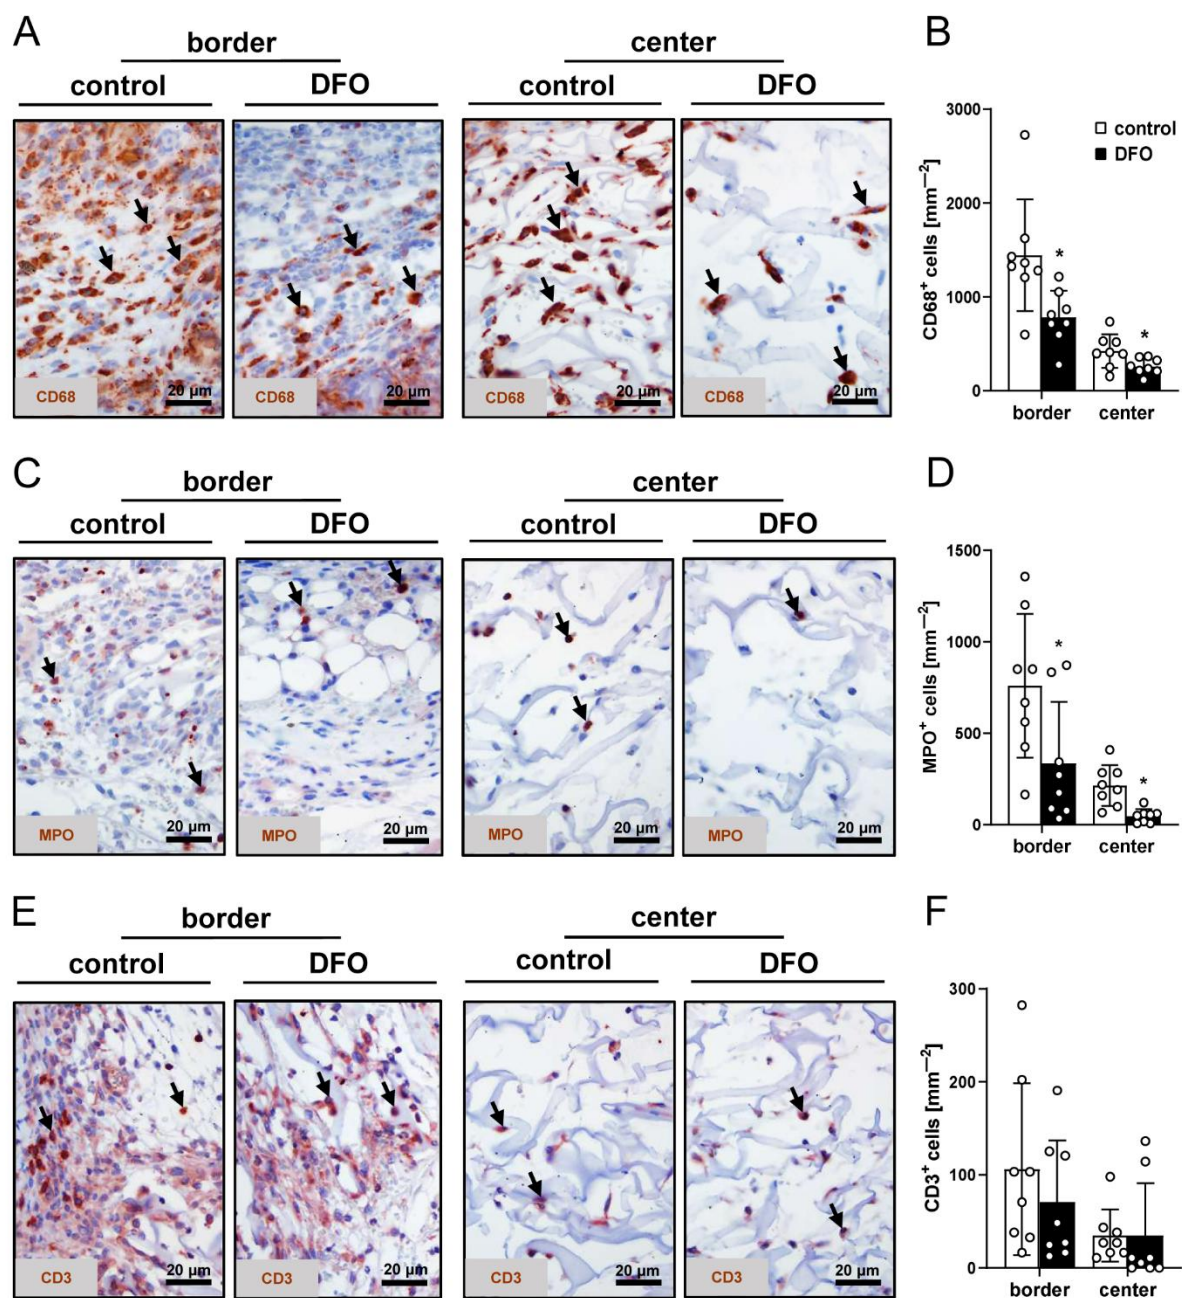 A
border
center
control
DFO
control
DFO
CD68
20 µm
CD68
20 µm
CD68
20 µm
CD68
20 µm
B
3000
2000
1000
0
CD68⁺ cells [mm⁻²]
control
DFO
*
*
border
center
C
border
center
control
DFO
control
DFO
MPO
20 µm
MPO
20 µm
MPO
20 µm
MPO
20 µm
D
1500
1000
500
0
MPO⁺ cells [mm⁻²]
*
*
border
center
E
border
center
control
DFO
control
DFO
CD3
20 µm
CD3
20 µm
CD3
20 µm
CD3
20 µm
F
300
200
100
0
CD3⁺ cells [mm⁻²]
border
center